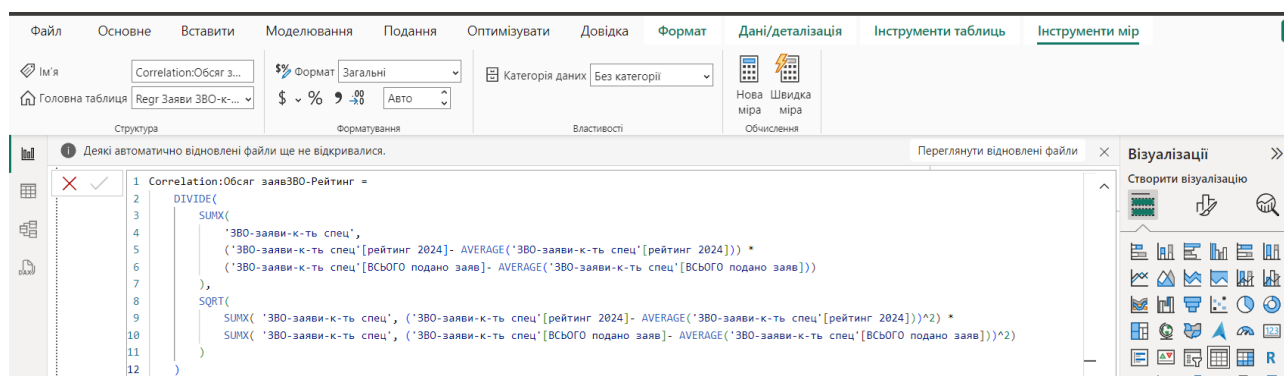 Файл Основне Вставити Моделювання Подання Оптимізувати Довідка Формат Дані/деталізація Інструменти таблиць Інструменти мір
Ім'я Correlation:Обсяг з... Формат Загальні Категорія даних Без категорії
Головна таблиця Regr Заяви ЗВО-к-... $ % 9 .00 Авто Нова міра Швидка міра
Структура Форматування Властивості Обчислення
Деякі автоматично відновлені файли ще не відкривалися. Переглянути відновлені файли
Візуалізації
Створити візуалізацію
1 Correlation:Обсяг заявЗВО-Рейтинг =
2 DIVIDE(
3 SUMX(
4 'ЗВО-заяви-к-ть спец',
5 ('ЗВО-заяви-к-ть спец'[рейтинг 2024]- AVERAGE('ЗВО-заяви-к-ть спец'[рейтинг 2024])) *
6 ('ЗВО-заяви-к-ть спец'[ВСЬОГО подано заяв]- AVERAGE('ЗВО-заяви-к-ть спец'[ВСЬОГО подано заяв]))
7 ),
8 SQRT(
9 SUMX( 'ЗВО-заяви-к-ть спец', ('ЗВО-заяви-к-ть спец'[рейтинг 2024]- AVERAGE('ЗВО-заяви-к-ть спец'[рейтинг 2024]))^2) *
10 SUMX( 'ЗВО-заяви-к-ть спец', ('ЗВО-заяви-к-ть спец'[ВСЬОГО подано заяв]- AVERAGE('ЗВО-заяви-к-ть спец'[ВСЬОГО подано заяв]))^2)
11 )
12 )
DAX
123
R